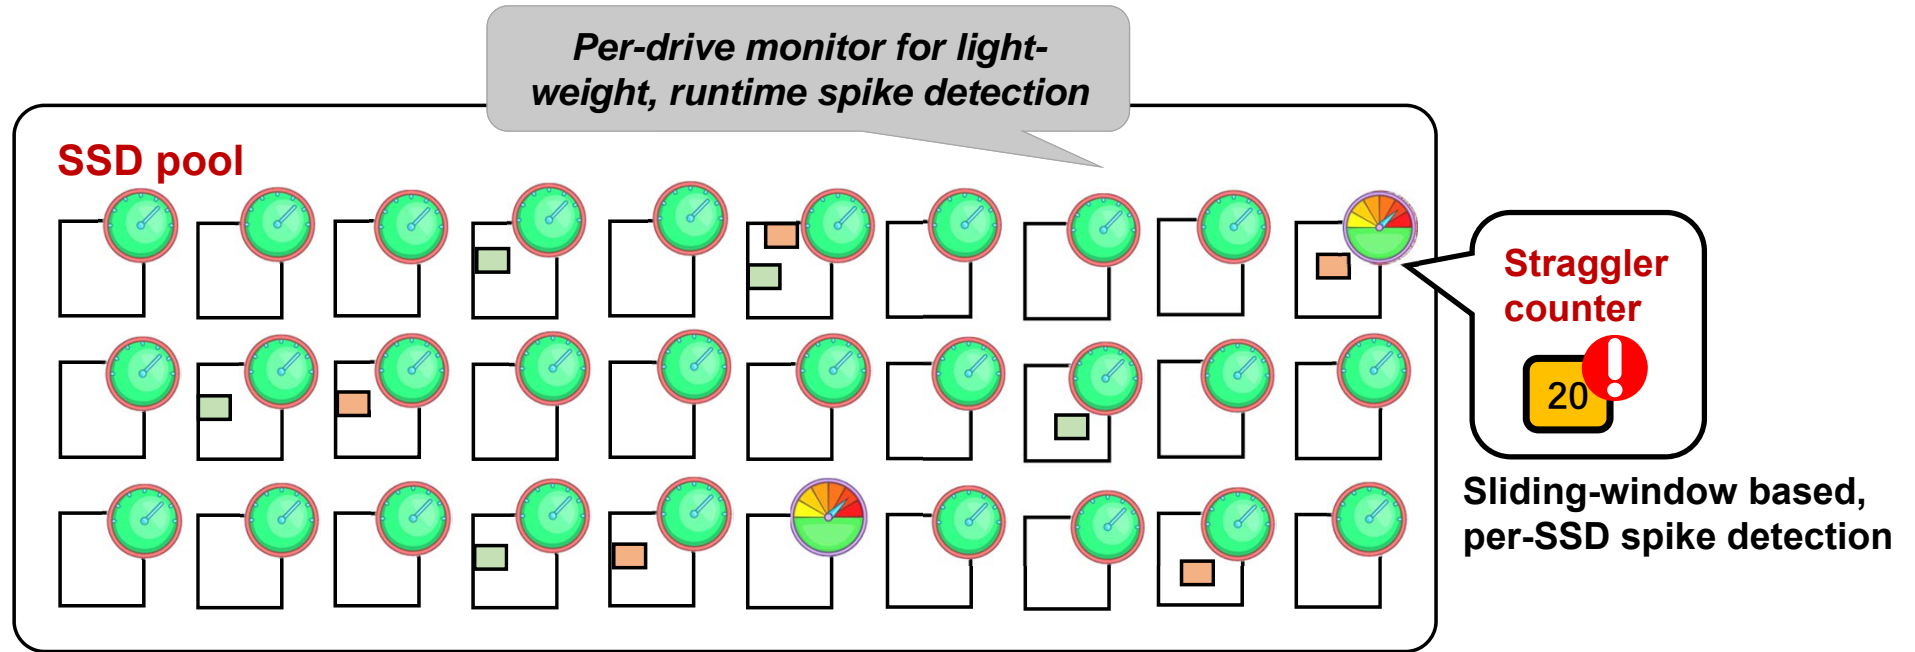 Per-drive monitor for light-
weight, runtime spike detection
SSD pool
Straggler
counter
20
Sliding-window based,
per-SSD spike detection